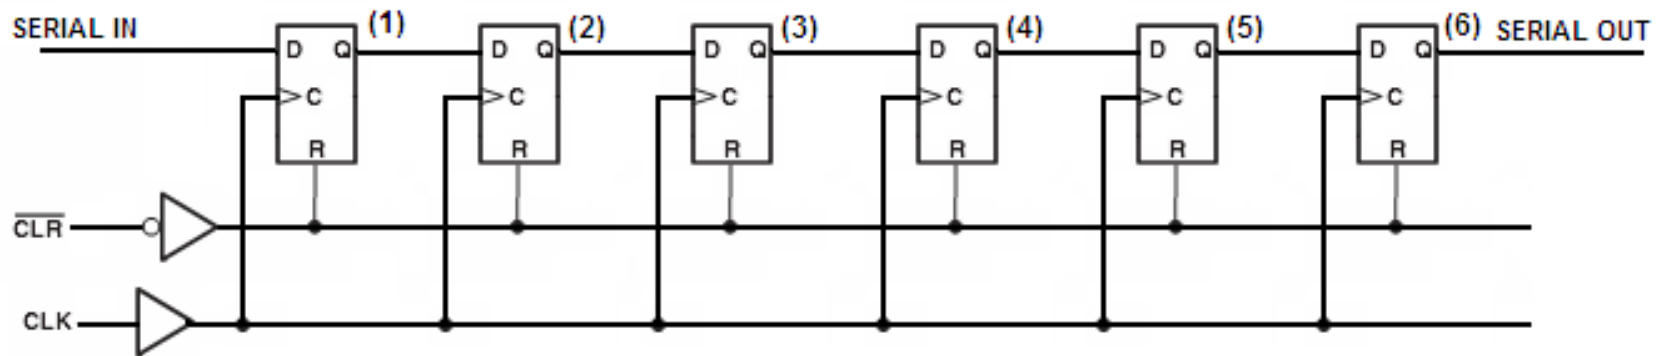 SERIAL IN (1) (2) (3) (4) (5) (6) SERIAL OUT
D Q D Q D Q D Q D Q D Q
C C C C C C
R R R R R R
CLR
CLK